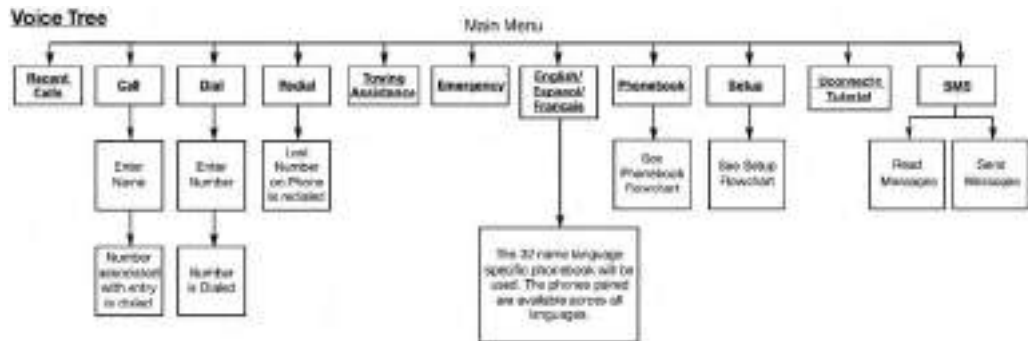 Voice Tree
Main Menu
Recent
Calls
Call
Dial
Redial
Towing
Assistance
Emergency
English/
Espanol/
Francais
Phonebook
Setup
Uconnect
Tutorial
SMS
Enter
Name
Enter
Number
Last
Number
on Phone
is redialed
See
Phonebook
Flowchart
See Setup
Flowchart
Read
Messages
Send
Messages
Number
associated
with entry
is dialed
Number
is Dialed
The 32 name language
specific phonebook will be
used. The phones paired
are available across all
languages.